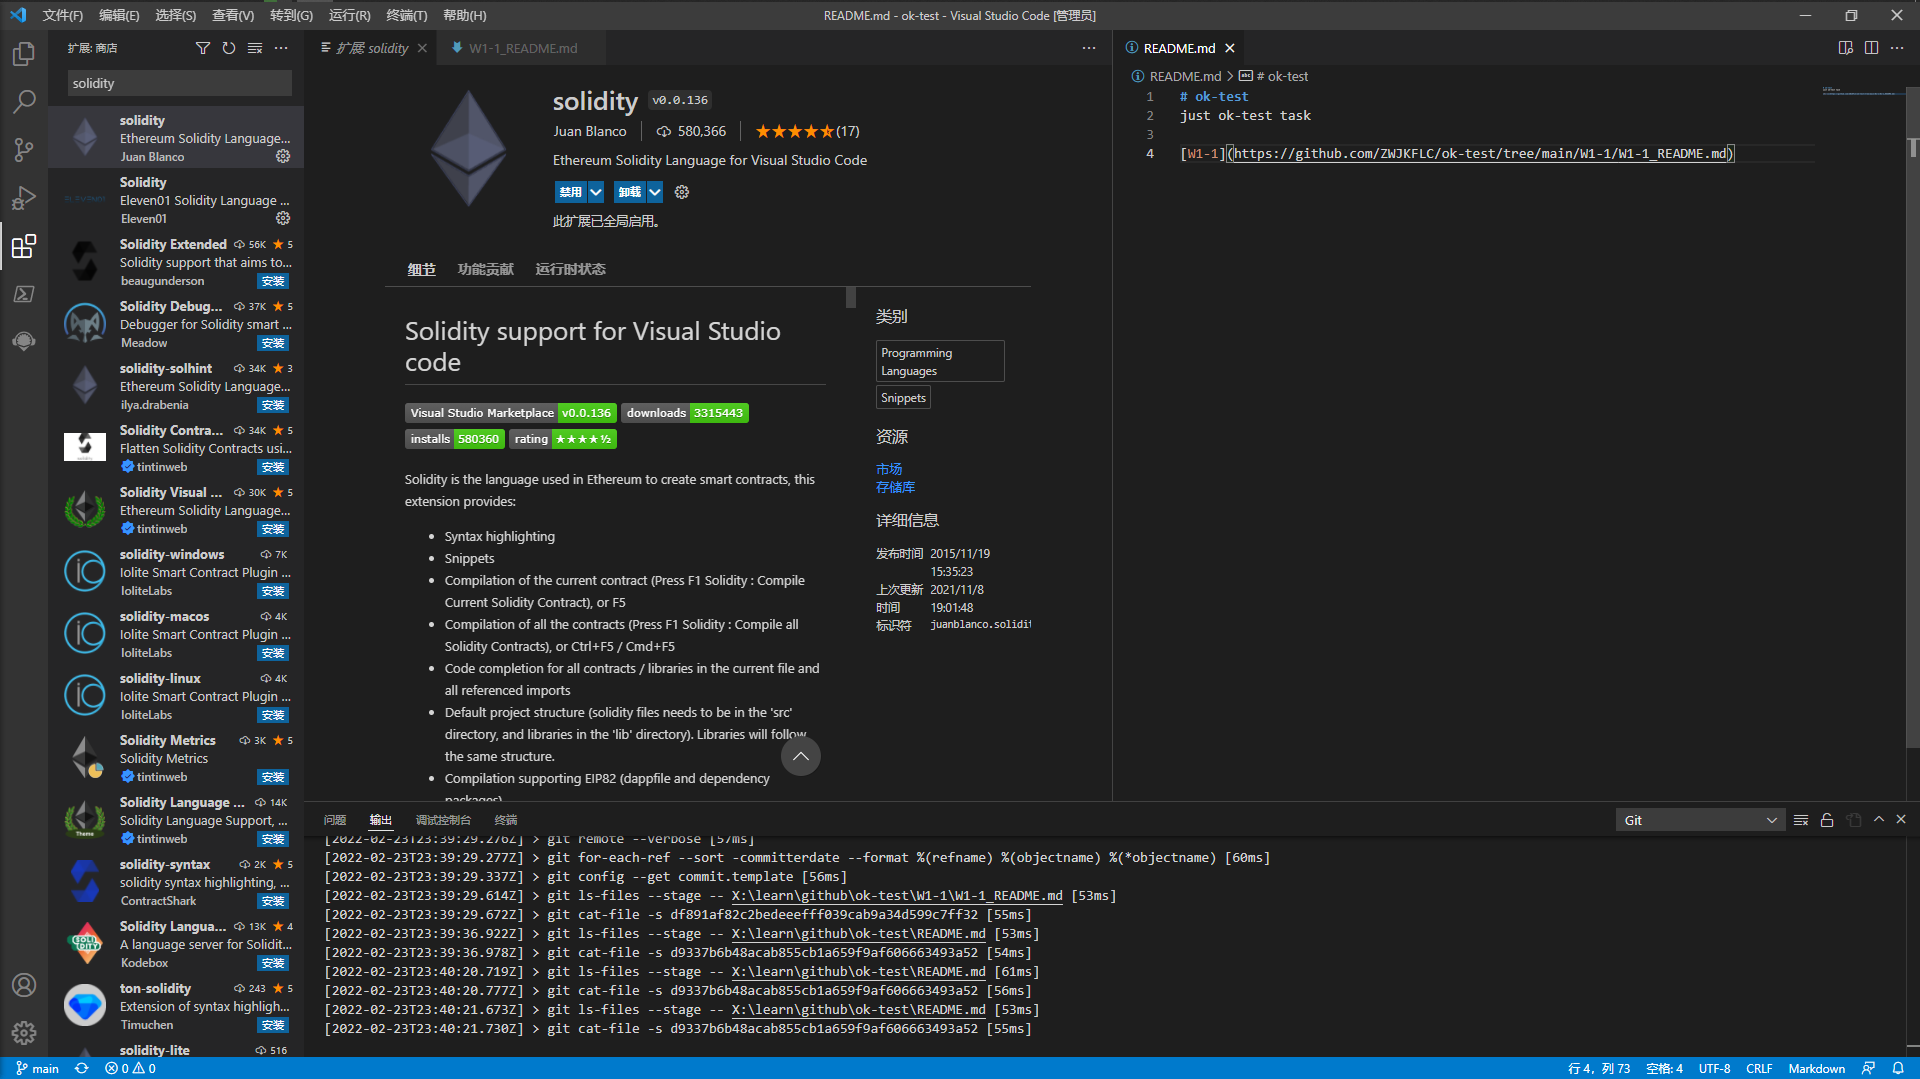 文件(F) 编辑(E) 选择(S) 查看(V) 转到(G) 运行(R) 终端(T) 帮助(H)
README.md - ok-test - Visual Studio Code [管理员]
扩展: 商店
solidity
solidity
Ethereum Solidity Language...
Juan Blanco
Solidity
Eleven01 Solidity Language ...
Eleven01
Solidity Extended 56K 5
Solidity support that aims to...
beaugunderson 安装
Solidity Debug... 37K 5
Debugger for Solidity smart ...
Meadow 安装
solidity-solhint 34K 3
Ethereum Solidity Language...
ilya.drabenia 安装
Solidity Contra... 34K 5
Flatten Solidity Contracts usi...
tintinweb 安装
Solidity Visual ... 30K 5
Ethereum Solidity Language...
tintinweb 安装
solidity-windows 7K
Iolite Smart Contract Plugin ...
IoliteLabs 安装
solidity-macos 4K
Iolite Smart Contract Plugin ...
IoliteLabs 安装
solidity-linux 4K
Iolite Smart Contract Plugin ...
IoliteLabs 安装
Solidity Metrics 3K 5
Solidity Metrics
tintinweb 安装
Solidity Language ... 14K
Solidity Language Support, ...
tintinweb 安装
solidity-syntax 2K 5
solidity syntax highlighting, ...
ContractShark 安装
Solidity Langua... 13K 4
A language server for Solidit...
Kodebox 安装
ton-solidity 243 5
Extension of syntax highligh...
Timuchen 安装
solidity-lite 516
扩展 solidity W1-1_README.md
solidity v0.0.136
Juan Blanco 580,366 ★★★★★(17)
Ethereum Solidity Language for Visual Studio Code
禁用 卸载
此扩展已全局启用。
细节 功能贡献 运行时状态
Solidity support for Visual Studio
code
Visual Studio Marketplace v0.0.136 downloads 3315443
installs 580360 rating ★★★★½
Solidity is the language used in Ethereum to create smart contracts, this
extension provides:
• Syntax highlighting
• Snippets
• Compilation of the current contract (Press F1 Solidity : Compile
Current Solidity Contract), or F5
• Compilation of all the contracts (Press F1 Solidity : Compile all
Solidity Contracts), or Ctrl+F5 / Cmd+F5
• Code completion for all contracts / libraries in the current file and
all referenced imports
• Default project structure (solidity files needs to be in the 'src'
directory, and libraries in the 'lib' directory). Libraries will follow
the same structure.
• Compilation supporting EIP82 (dappfile and dependency
packages)
类别
Programming
Languages
Snippets
资源
市场
存储库
详细信息
发布时间 2015/11/19
15:35:23
上次更新 2021/11/8
时间 19:01:48
标识符 juanblanco.solidit
README.md
README.md > # ok-test
1 # ok-test
2 just ok-test task
3
4 [W1-1](https://github.com/ZWJKFLC/ok-test/tree/main/W1-1/W1-1_README.md)
问题 输出 调试控制台 终端
Git
[2022-02-23T23:39:29.276Z] > git remote --verbose [57ms]
[2022-02-23T23:39:29.277Z] > git for-each-ref --sort -committerdate --format %(refname) %(objectname) %(*objectname) [60ms]
[2022-02-23T23:39:29.337Z] > git config --get commit.template [56ms]
[2022-02-23T23:39:29.614Z] > git ls-files --stage -- X:\learn\github\ok-test\W1-1\W1-1_README.md [53ms]
[2022-02-23T23:39:29.672Z] > git cat-file -s df891af82c2bedeeefff039cab9a34d599c7ff32 [55ms]
[2022-02-23T23:39:36.922Z] > git ls-files --stage -- X:\learn\github\ok-test\README.md [53ms]
[2022-02-23T23:39:36.978Z] > git cat-file -s d9337b6b48acab855cb1a659f9af606663493a52 [54ms]
[2022-02-23T23:40:20.719Z] > git ls-files --stage -- X:\learn\github\ok-test\README.md [61ms]
[2022-02-23T23:40:20.777Z] > git cat-file -s d9337b6b48acab855cb1a659f9af606663493a52 [56ms]
[2022-02-23T23:40:21.673Z] > git ls-files --stage -- X:\learn\github\ok-test\README.md [53ms]
[2022-02-23T23:40:21.730Z] > git cat-file -s d9337b6b48acab855cb1a659f9af606663493a52 [55ms]
main 0 0
行 4, 列 73 空格: 4 UTF-8 CRLF Markdown